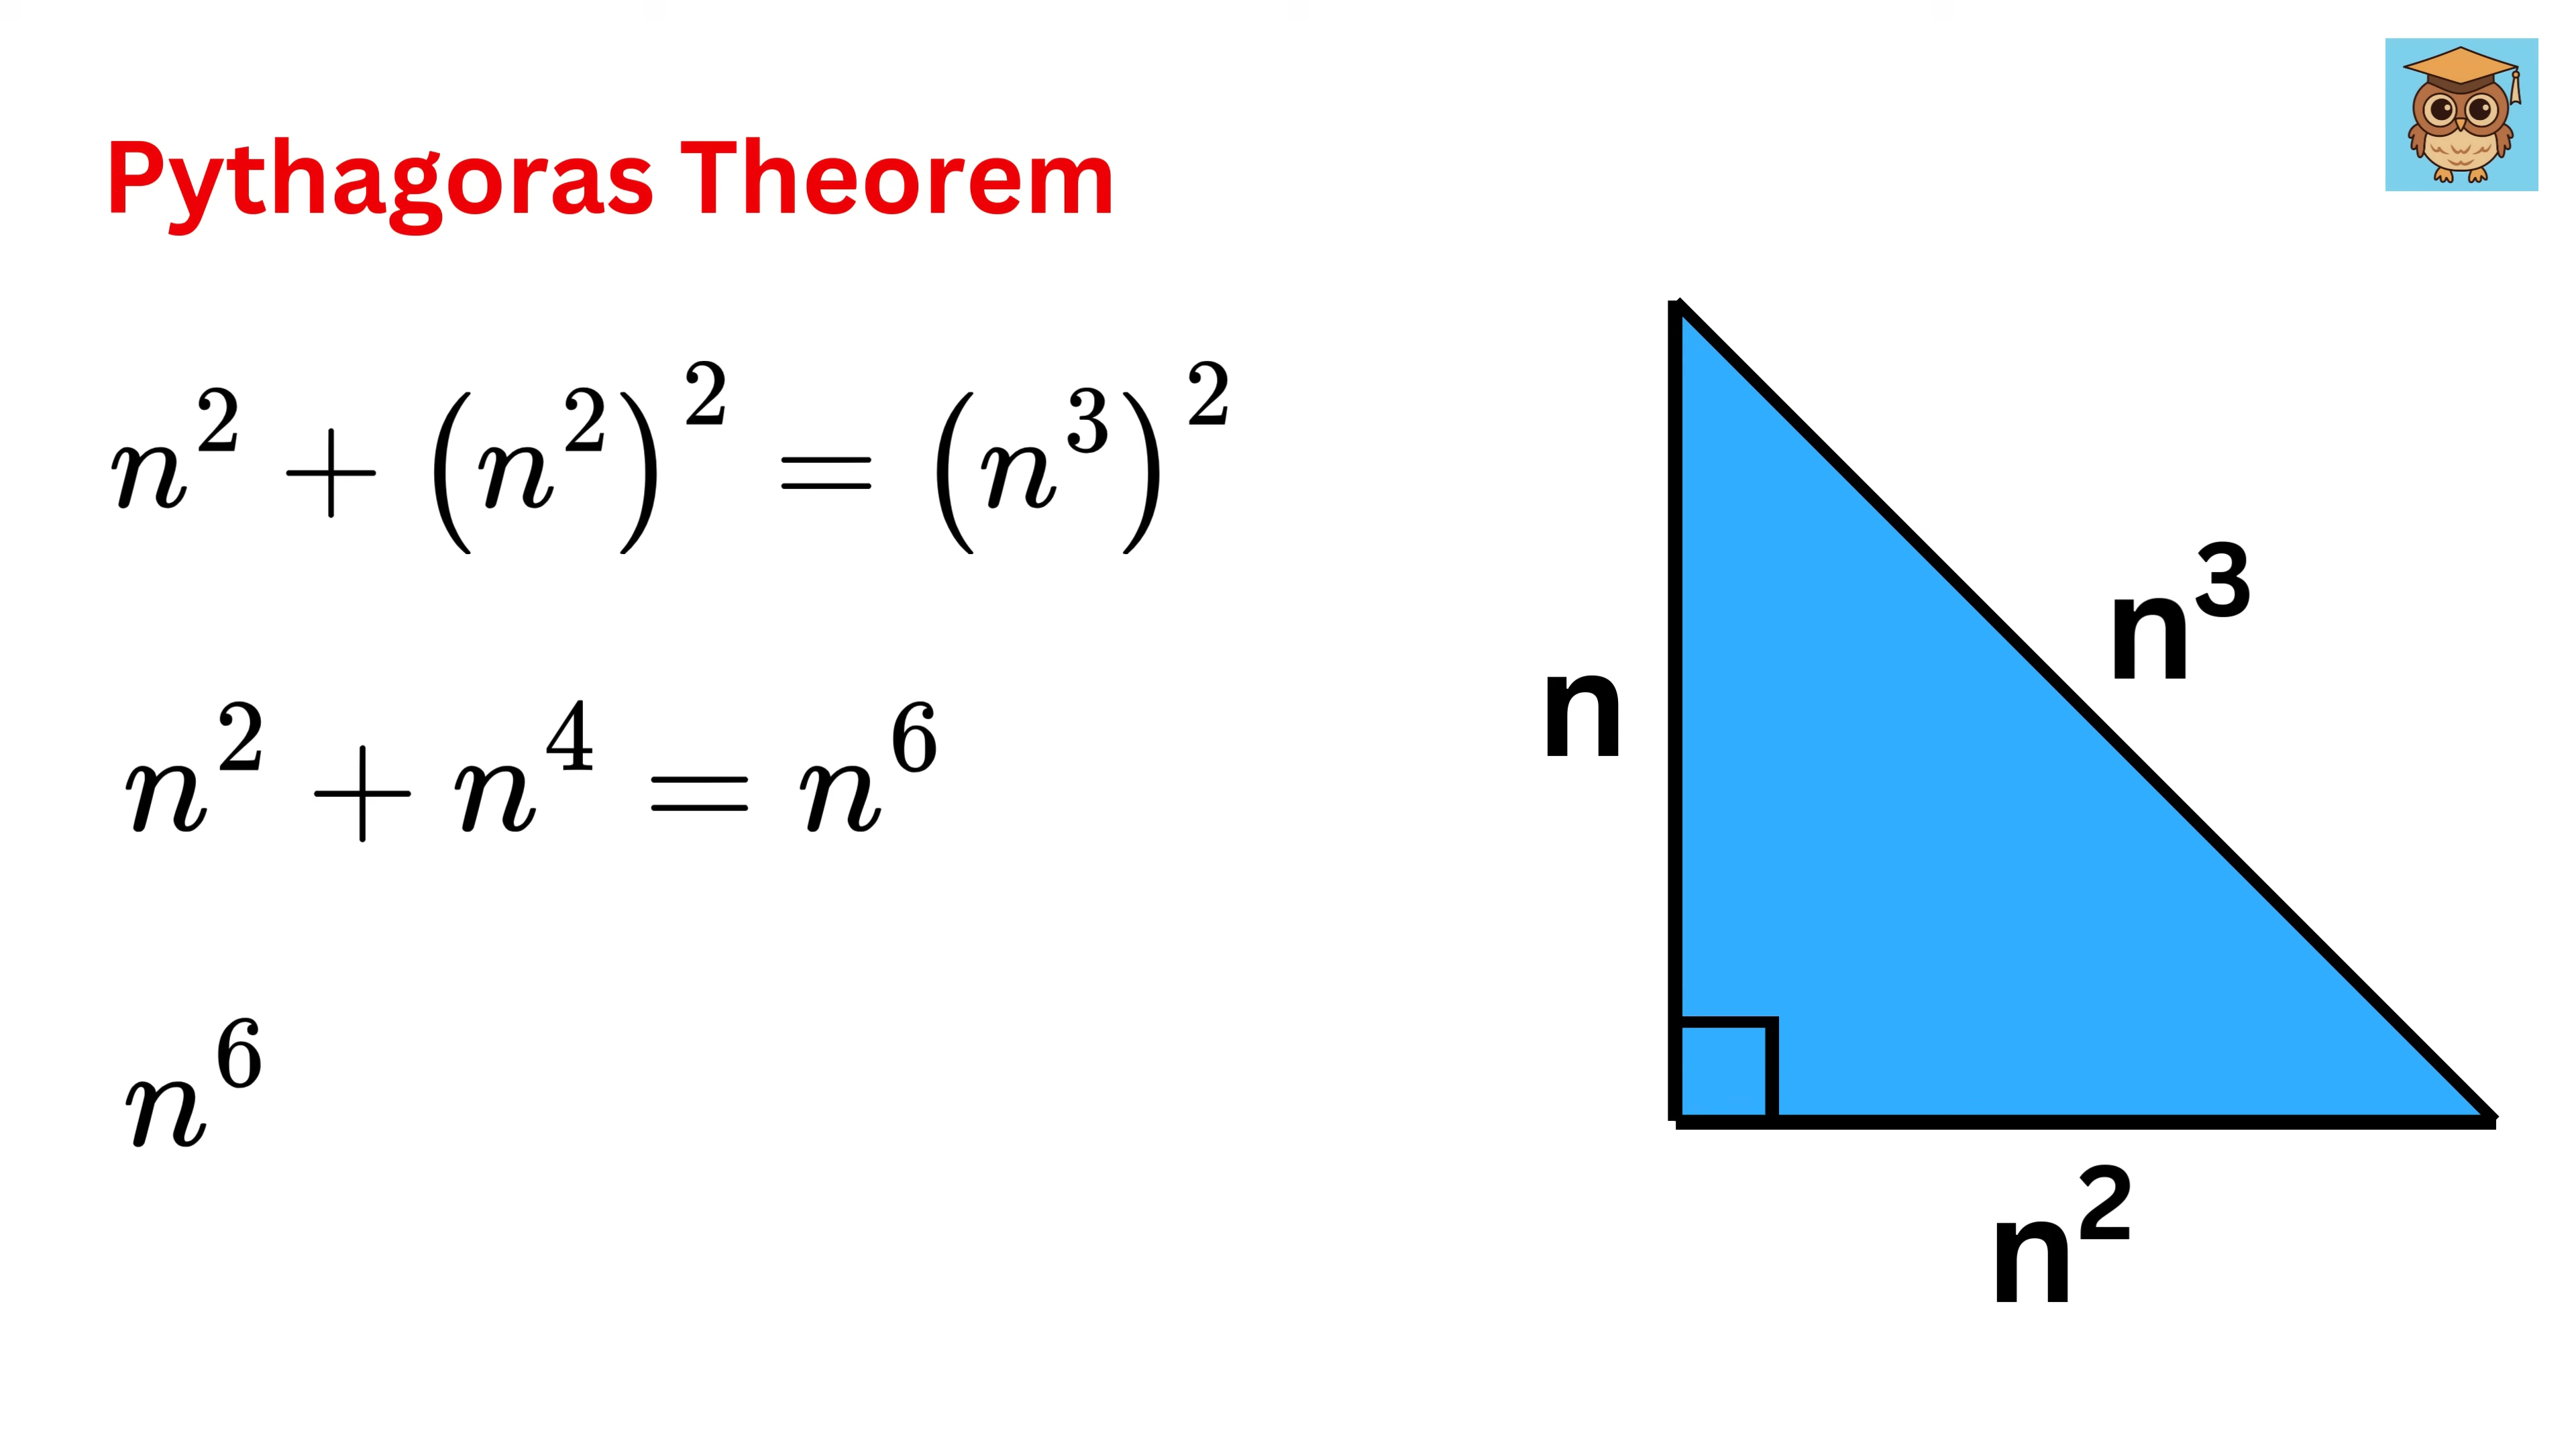 Pythagoras Theorem
n² + (n²)² = (n³)²
n² + n⁴ = n⁶
n⁶
n
n³
n²